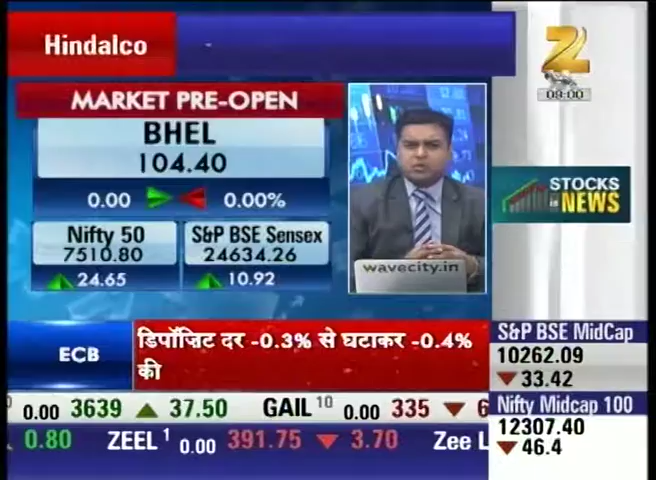 Hindalco
Z
09:00
MARKET PRE-OPEN
BHEL
104.40
0.00 0.00%
Nifty 50
7510.80
24.65
S&P BSE Sensex
24634.26
10.92
wavecity.in
STOCKS
IN NEWS
ECB
डिपॉज़िट दर -0.3% से घटाकर -0.4%
की
S&P BSE MidCap
10262.09
33.42
Nifty Midcap 100
12307.40
46.4
0.00 3639 37.50 GAIL 10 0.00 335
0.80 ZEEL 1 0.00 391.75 3.70 Zee L